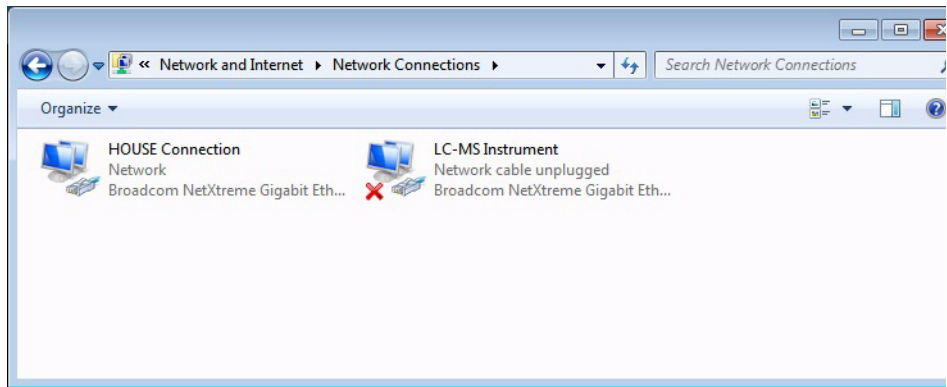 « Network and Internet ▸ Network Connections ▸
Search Network Connections
Organize
HOUSE Connection
Network
Broadcom NetXtreme Gigabit Eth...
LC-MS Instrument
Network cable unplugged
Broadcom NetXtreme Gigabit Eth...